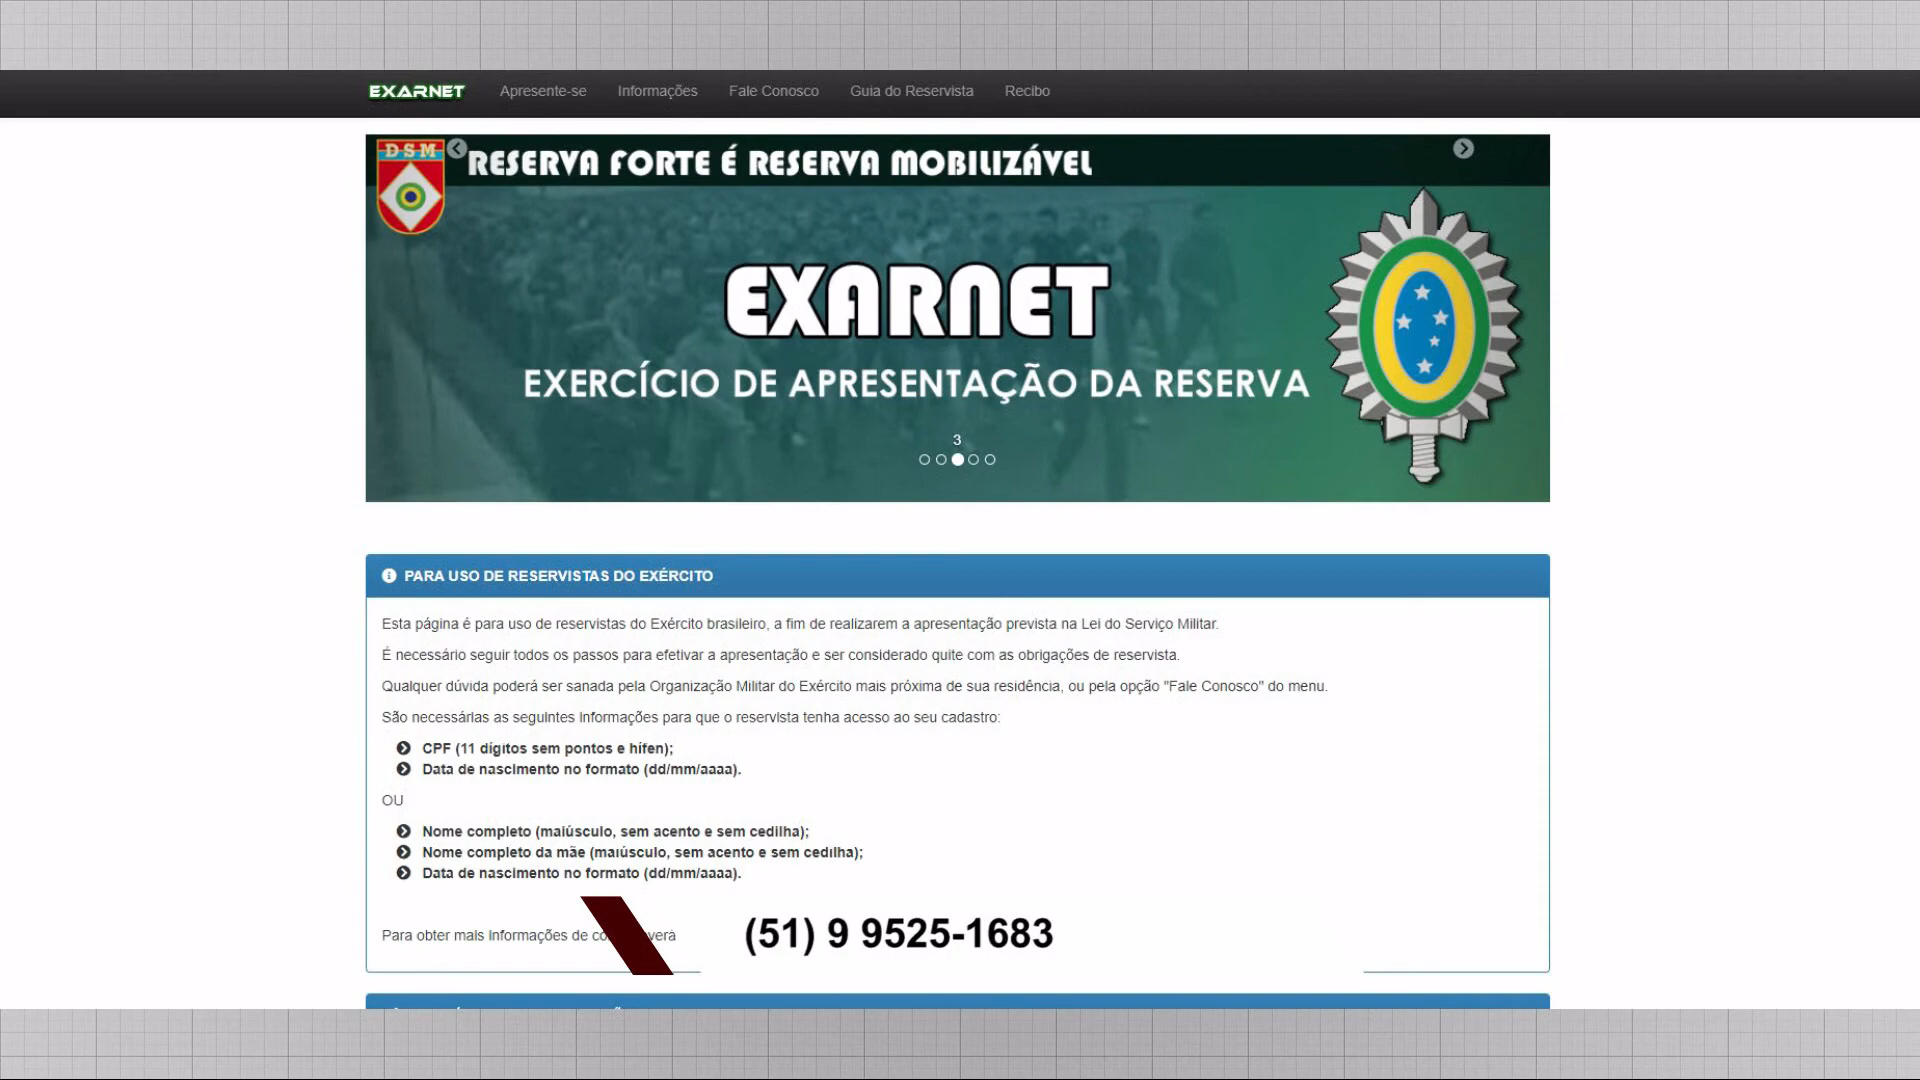 EXARNET Apresente-se Informações Fale Conosco Guia do Reservista Recibo
DSM
RESERVA FORTE É RESERVA MOBILIZÁVEL
EXARNET
EXERCÍCIO DE APRESENTAÇÃO DA RESERVA
3
PARA USO DE RESERVISTAS DO EXÉRCITO
Esta página é para uso de reservistas do Exército brasileiro, a fim de realizarem a apresentação prevista na Lei do Serviço Militar.
É necessário seguir todos os passos para efetivar a apresentação e ser considerado quite com as obrigações de reservista.
Qualquer dúvida poderá ser sanada pela Organização Militar do Exército mais próxima de sua residência, ou pela opção "Fale Conosco" do menu.
São necessárias as seguintes informações para que o reservista tenha acesso ao seu cadastro:
CPF (11 dígitos sem pontos e hífen);
Data de nascimento no formato (dd/mm/aaaa).
OU
Nome completo (maiúsculo, sem acento e sem cedilha);
Nome completo da mãe (maiúsculo, sem acento e sem cedilha);
Data de nascimento no formato (dd/mm/aaaa).
Para obter mais informações de
(51) 9 9525-1683